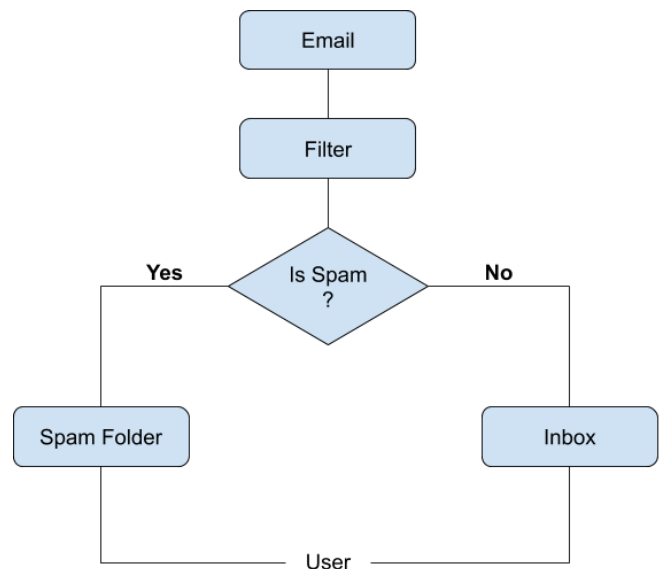 Email
Filter
Is Spam
?
Yes
No
Spam Folder
Inbox
User